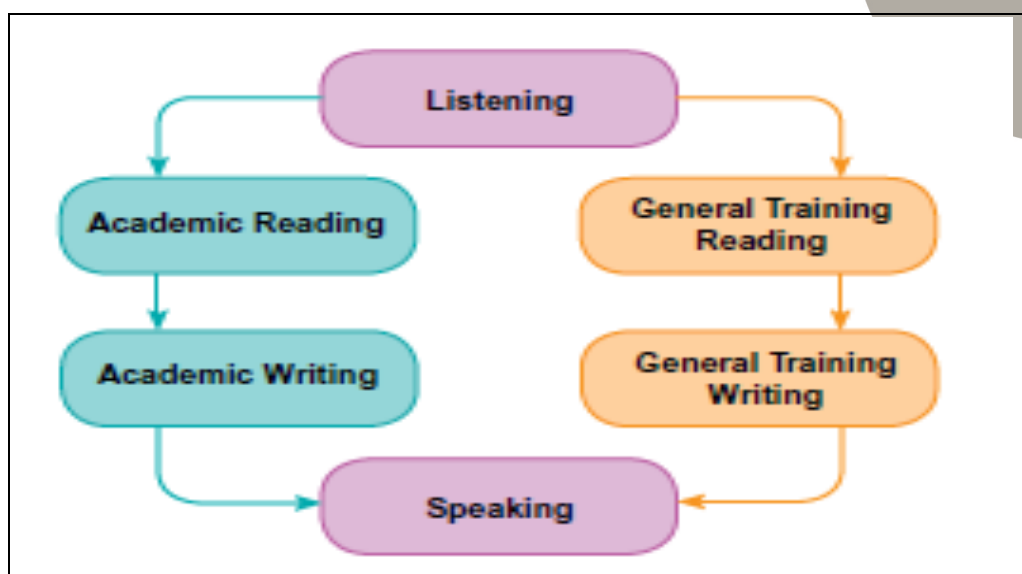 Listening
Academic Reading
General Training
Reading
Academic Writing
General Training
Writing
Speaking